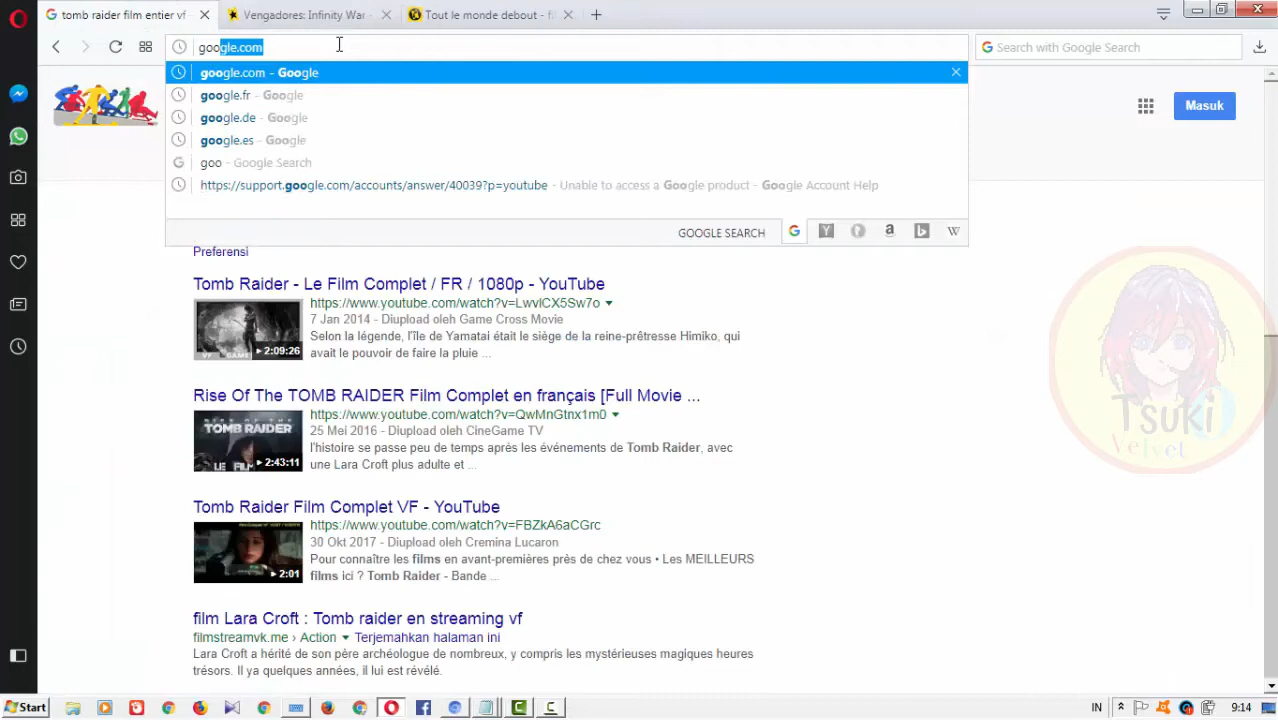 tomb raider film entier vf -
Vengadores: Infinity War -
Tout le monde debout - fi
google.com
Search with Google Search
google.com - Google
google.fr - Google
google.de - Google
google.es - Google
goo - Google Search
https://support.google.com/accounts/answer/40039?p=youtube - Unable to access a Google product - Google Account Help
GOOGLE SEARCH
Masuk
Preferensi
Tomb Raider - Le Film Complet / FR / 1080p - YouTube
https://www.youtube.com/watch?v=LwvlCX5Sw7o
7 Jan 2014 - Diupload oleh Game Cross Movie
Selon la légende, l'île de Yamatai était le siège de la reine-prêtresse Himiko, qui
avait le pouvoir de faire la pluie ...
2:09:26
Rise Of The TOMB RAIDER Film Complet en français [Full Movie ...
https://www.youtube.com/watch?v=QwMnGtnx1m0
25 Mei 2016 - Diupload oleh CineGame TV
l'histoire se passe peu de temps après les événements de Tomb Raider, avec
une Lara Croft plus adulte et ...
TOMB RAIDER
2:43:11
Tomb Raider Film Complet VF - YouTube
https://www.youtube.com/watch?v=FBZkA6aCGrc
30 Okt 2017 - Diupload oleh Cremina Lucaron
Pour connaître les films en avant-premières près de chez vous • Les MEILLEURS
films ici ? Tomb Raider - Bande ...
2:01
film Lara Croft : Tomb raider en streaming vf
filmstreamvk.me › Action Terjemahkan halaman ini
Lara Croft a hérité de son père archéologue de nombreux, y compris les mystérieuses magiques heures
trésors. Il ya quelques années, il lui est révélé.
Tsuki
Velvet
Start
IN
9:14